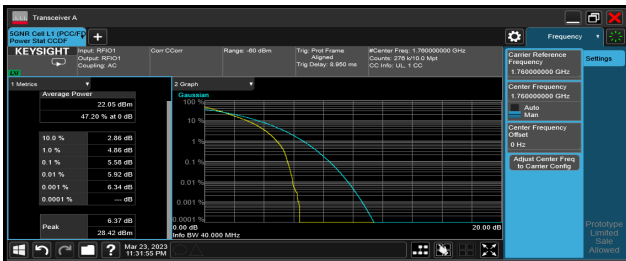 Transceiver A
5GNR Cell L1 (PCC/FD
Power Stat CCDF
Frequency
KEYSIGHT
Input: RFIO1
Output: RFIO1
Coupling: AC
Corr CCorr
Range: -60 dBm
Trig: Prot Frame
Aligned
Trig Delay: 8.950 ms
#Center Freq: 1.760000000 GHz
Counts: 276 k/10.0 Mpt
CC Info: UL, 1 CC
1 Metrics
Average Power
22.05 dBm
47.20 % at 0 dB
10.0 % 2.86 dB
1.0 % 4.86 dB
0.1 % 5.58 dB
0.01 % 5.92 dB
0.001 % 6.34 dB
0.0001 % --- dB
Peak
6.37 dB
28.42 dBm
2 Graph
Gaussian
100 %
10 %
1 %
0.1 %
0.01 %
0.001 %
0.0001 %
0.00 dB
20.00 dB
Info BW 40.000 MHz
Carrier Reference
Frequency
1.760000000 GHz
Center Frequency
1.760000000 GHz
Auto
Man
Center Frequency
Offset
0 Hz
Adjust Center Freq
to Carrier Config
Settings
Prototype
Limited
Sale
Allowed
?
Mar 23, 2023
11:31:55 PM